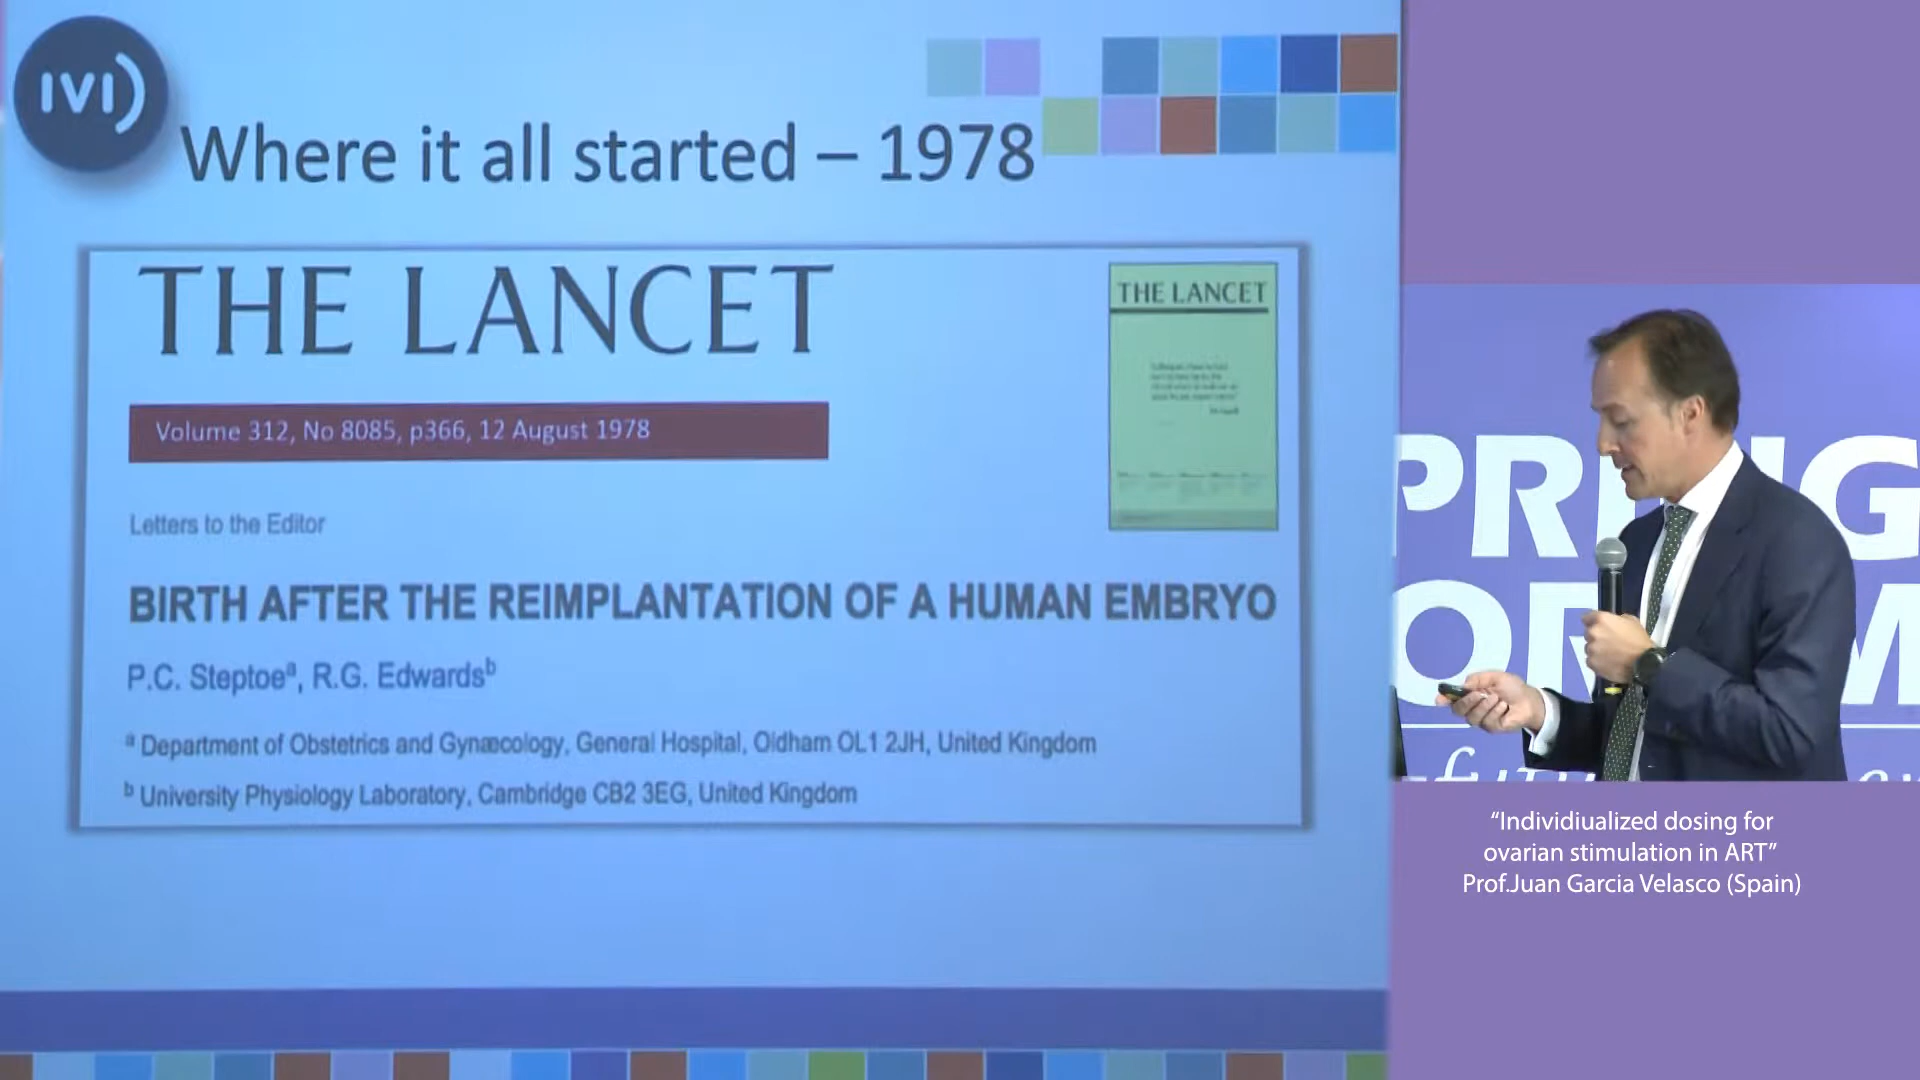 IVI)
Where it all started – 1978
THE LANCET
THE LANCET
Volume 312, No 8085, p366, 12 August 1978
Letters to the Editor
BIRTH AFTER THE REIMPLANTATION OF A HUMAN EMBRYO
P.C. Steptoeᵃ, R.G. Edwardsᵇ
ᵃ Department of Obstetrics and Gynæcology, General Hospital, Oldham OL1 2JH, United Kingdom
ᵇ University Physiology Laboratory, Cambridge CB2 3EG, United Kingdom
“Individiualized dosing for
ovarian stimulation in ART”
Prof.Juan Garcia Velasco (Spain)